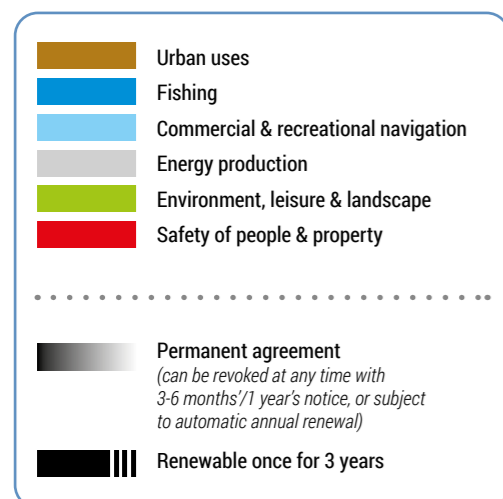 Urban uses
Fishing
Commercial & recreational navigation
Energy production
Environment, leisure & landscape
Safety of people & property
Permanent agreement
(can be revoked at any time with
3-6 months'/1 year's notice, or subject
to automatic annual renewal)
Renewable once for 3 years